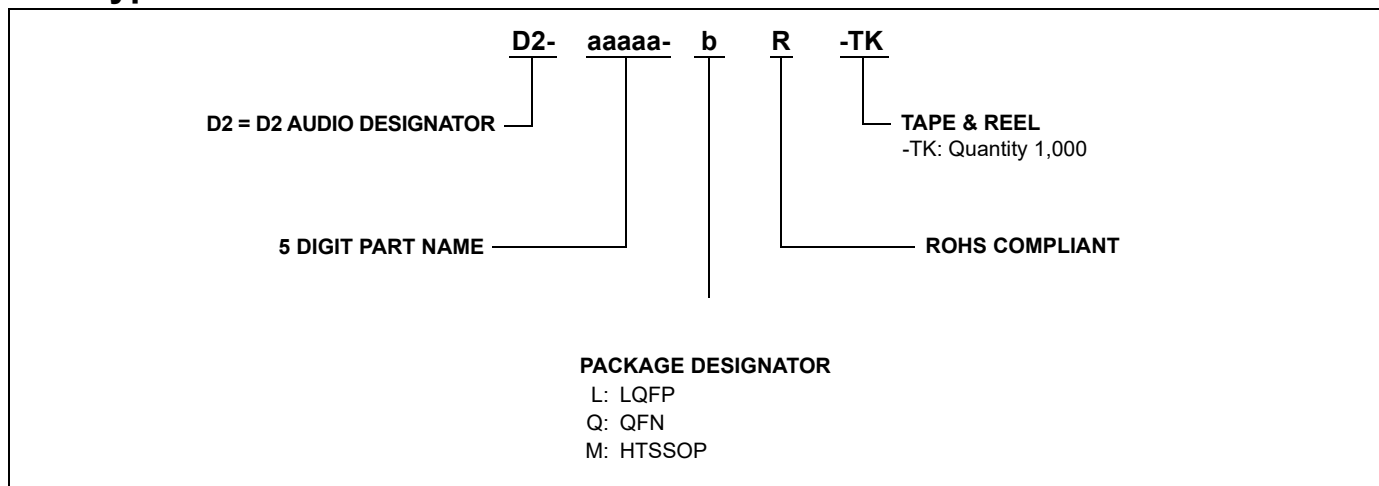 D2- aaaaa- b R -TK
D2 = D2 AUDIO DESIGNATOR
TAPE & REEL
-TK: Quantity 1,000
5 DIGIT PART NAME
ROHS COMPLIANT
PACKAGE DESIGNATOR
L: LQFP
Q: QFN
M: HTSSOP